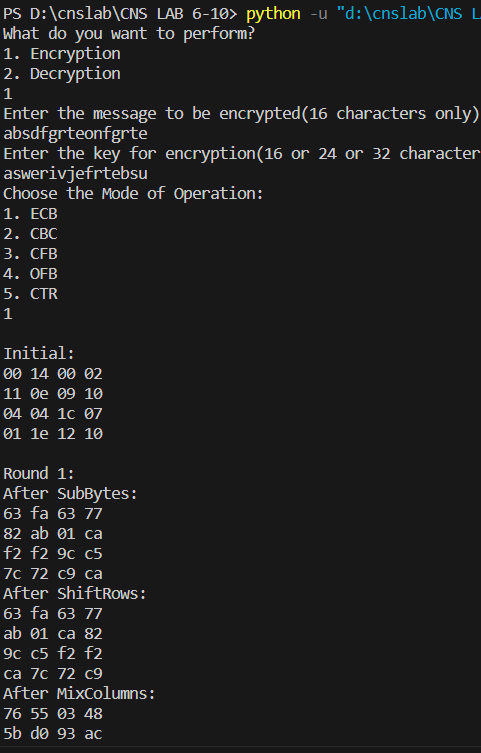 PS D:\cnslab\CNS LAB 6-10> python -u "d:\cnslab\CNS
What do you want to perform?
1. Encryption
2. Decryption
1
Enter the message to be encrypted(16 characters only)
absdfgrteonfgrte
Enter the key for encryption(16 or 24 or 32 character
aswerivjefrtebsu
Choose the Mode of Operation:
1. ECB
2. CBC
3. CFB
4. OFB
5. CTR
1
Initial:
00 14 00 02
11 0e 09 10
04 04 1c 07
01 1e 12 10
Round 1:
After SubBytes:
63 fa 63 77
82 ab 01 ca
f2 f2 9c c5
7c 72 c9 ca
After ShiftRows:
63 fa 63 77
ab 01 ca 82
9c c5 f2 f2
ca 7c 72 c9
After MixColumns:
76 55 03 48
5b d0 93 ac